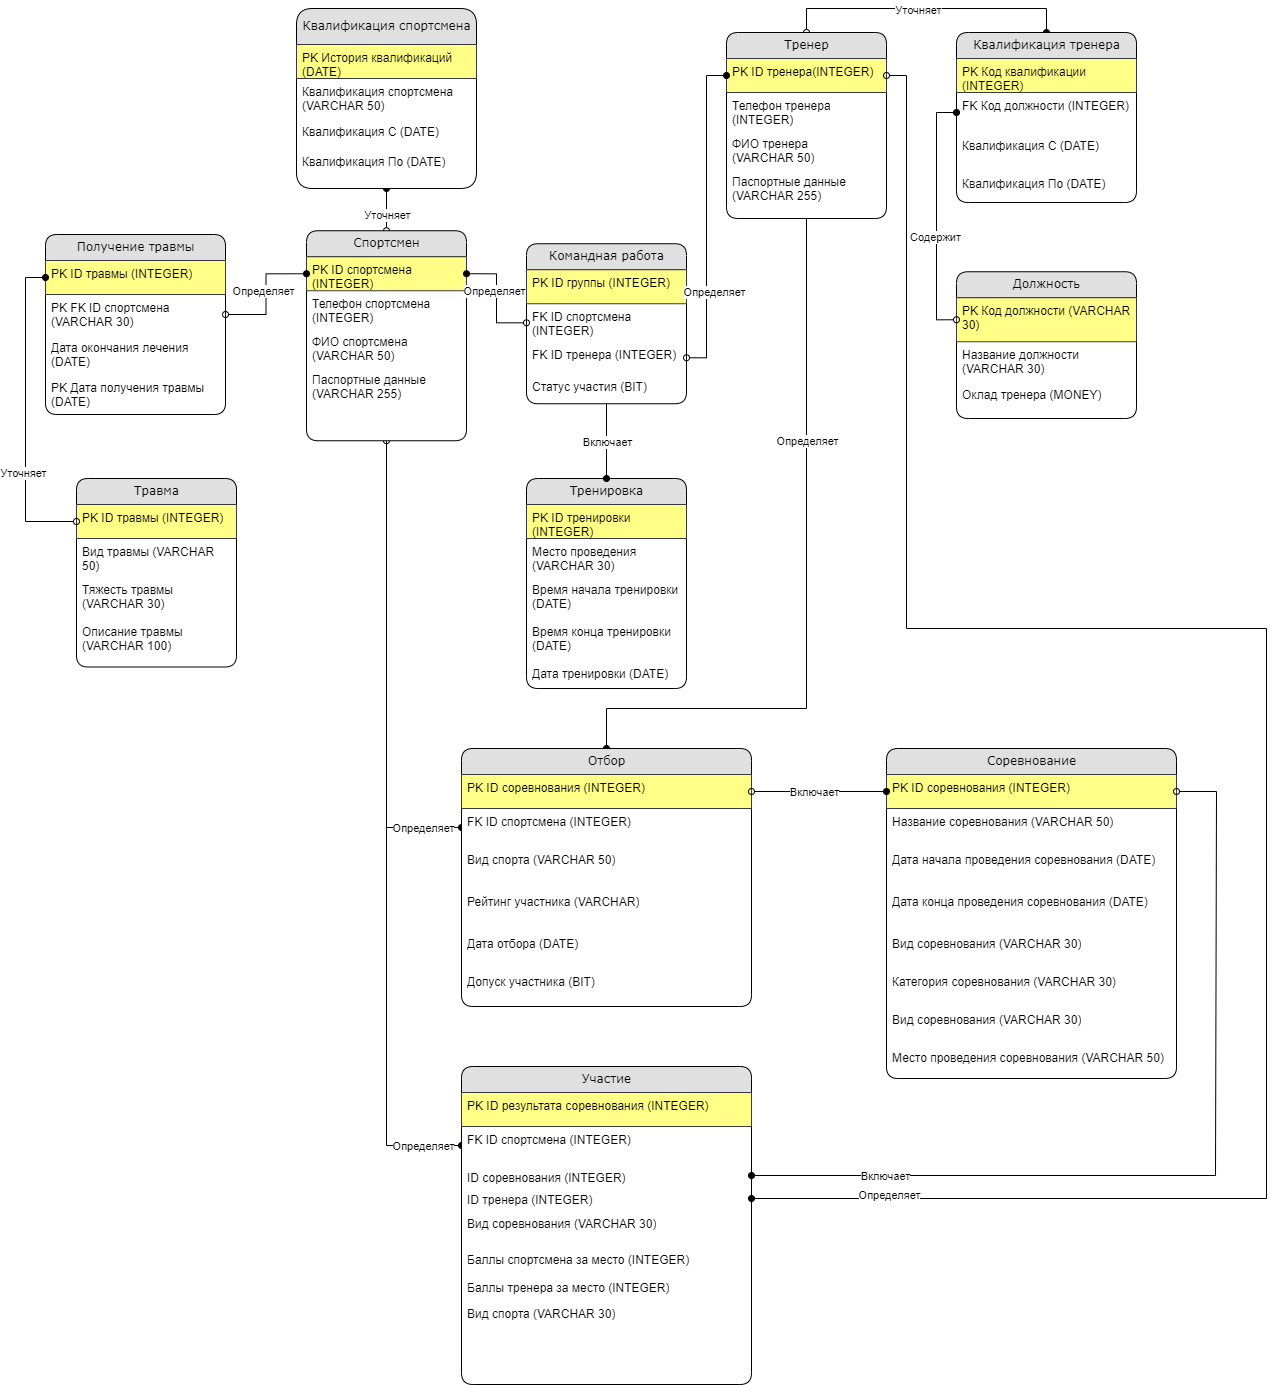 Квалификация спортсмена
PK История квалификаций
(DATE)
Квалификация спортсмена
(VARCHAR 50)
Квалификация С (DATE)
Квалификация По (DATE)
Уточняет
Тренер
PK ID тренера(INTEGER)
Телефон тренера
(INTEGER)
ФИО тренера
(VARCHAR 50)
Паспортные данные
(VARCHAR 255)
Уточняет
Квалификация тренера
PK Код квалификации
(INTEGER)
FK Код должности (INTEGER)
Квалификация С (DATE)
Квалификация По (DATE)
Содержит
Должность
PK Код должности (VARCHAR
30)
Название должности
(VARCHAR 30)
Оклад тренера (MONEY)
Получение травмы
PK ID травмы (INTEGER)
PK FK ID спортсмена
(VARCHAR 30)
Дата окончания лечения
(DATE)
PK Дата получения травмы
(DATE)
Определяет
Спортсмен
PK ID спортсмена
(INTEGER)
Телефон спортсмена
(INTEGER)
ФИО спортсмена
(VARCHAR 50)
Паспортные данные
(VARCHAR 255)
Определяет
Командная работа
PK ID группы (INTEGER)
FK ID спортсмена
(INTEGER)
FK ID тренера (INTEGER)
Статус участия (BIT)
Определяет
Включает
Определяет
Уточняет
Травма
PK ID травмы (INTEGER)
Вид травмы (VARCHAR
50)
Тяжесть травмы
(VARCHAR 30)
Описание травмы
(VARCHAR 100)
Тренировка
PK ID тренировки
(INTEGER)
Место проведения
(VARCHAR 30)
Время начала тренировки
(DATE)
Время конца тренировки
(DATE)
Дата тренировки (DATE)
Отбор
PK ID соревнования (INTEGER)
FK ID спортсмена (INTEGER)
Вид спорта (VARCHAR 50)
Рейтинг участника (VARCHAR)
Дата отбора (DATE)
Допуск участника (BIT)
Определяет
Включает
Соревнование
PK ID соревнования (INTEGER)
Название соревнования (VARCHAR 50)
Дата начала проведения соревнования (DATE)
Дата конца проведения соревнования (DATE)
Вид соревнования (VARCHAR 30)
Категория соревнования (VARCHAR 30)
Вид соревнования (VARCHAR 30)
Место проведения соревнования (VARCHAR 50)
Участие
PK ID результата соревнования (INTEGER)
FK ID спортсмена (INTEGER)
ID соревнования (INTEGER)
ID тренера (INTEGER)
Вид соревнования (VARCHAR 30)
Баллы спортсмена за место (INTEGER)
Баллы тренера за место (INTEGER)
Вид спорта (VARCHAR 30)
Определяет
Включает
Определяет